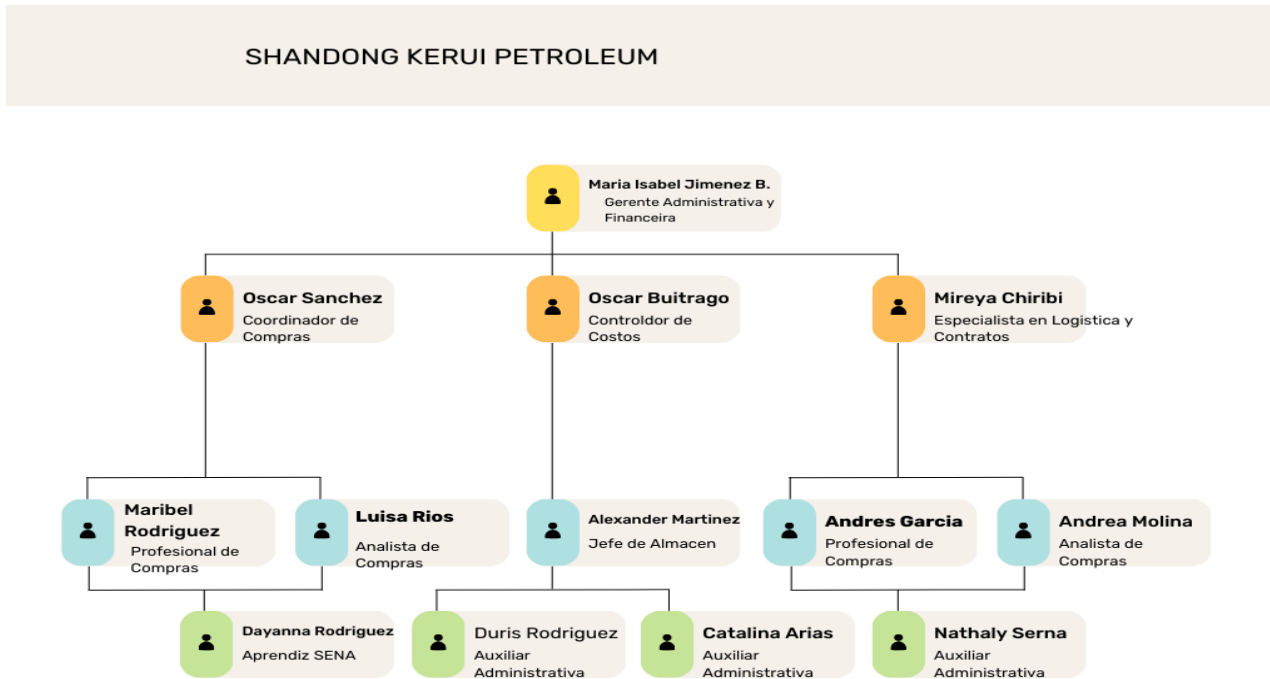 SHANDONG KERUI PETROLEUM
Maria Isabel Jimenez B.
Gerente Administrativa y
Financeira
Oscar Sanchez
Coordinador de
Compras
Oscar Buitrago
Controldor de
Costos
Mireya Chiribi
Especialista en Logistica y
Contratos
Maribel
Rodriguez
Profesional de
Compras
Luisa Rios
Analista de
Compras
Alexander Martinez
Jefe de Almacen
Andres Garcia
Profesional de
Compras
Andrea Molina
Analista de
Compras
Dayanna Rodriguez
Aprendiz SENA
Duris Rodriguez
Auxiliar
Administrativa
Catalina Arias
Auxiliar
Administrativa
Nathaly Serna
Auxiliar
Administrativa